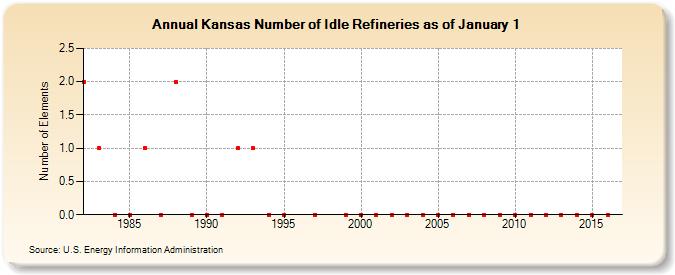 Annual Kansas Number of Idle Refineries as of January 1
Number of Elements
2.5
2.0
1.5
1.0
0.5
0.0
1985 1990 1995 2000 2005 2010 2015
Source: U.S. Energy Information Administration